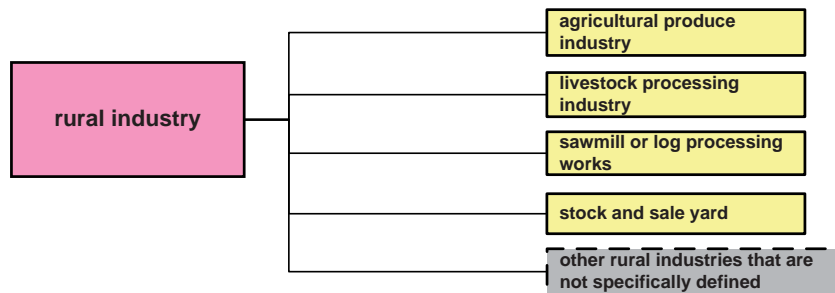 rural industry
agricultural produce
industry
livestock processing
industry
sawmill or log processing
works
stock and sale yard
other rural industries that are
not specifically defined